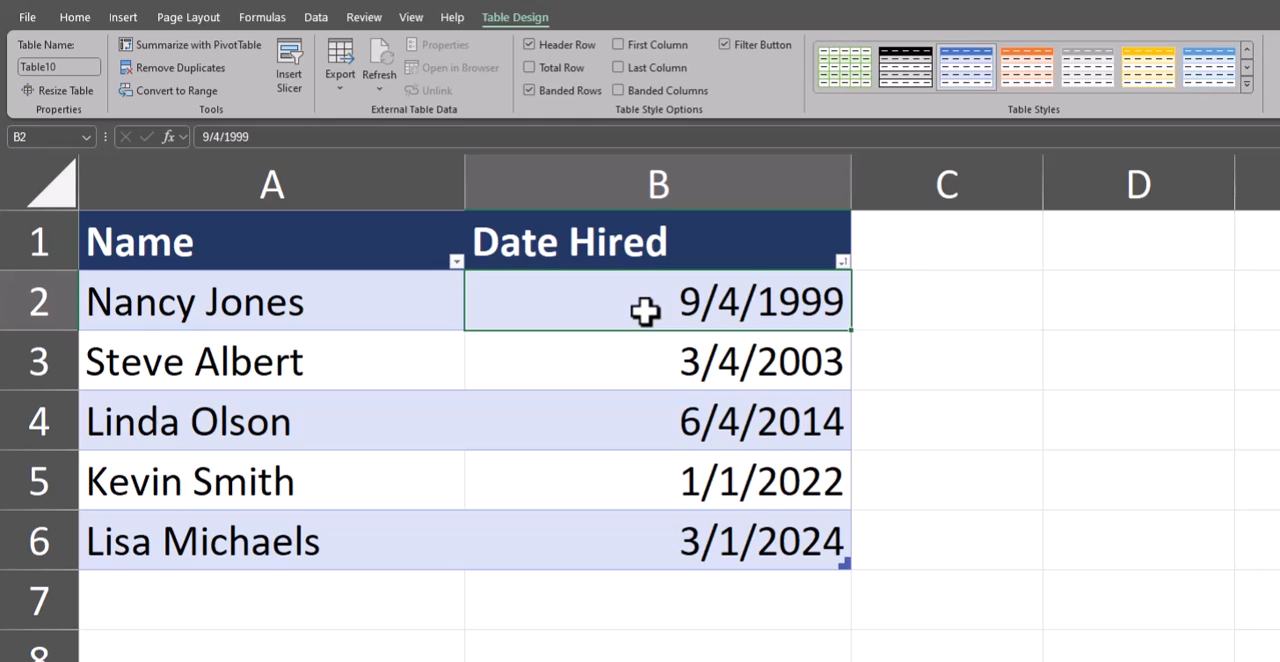 File Home Insert Page Layout Formulas Data Review View Help Table Design
Table Name:
Table10
Resize Table
Properties
Summarize with PivotTable
Remove Duplicates
Convert to Range
Tools
Insert
Slicer
Export
Refresh
Properties
Open in Browser
Unlink
External Table Data
Header Row
Total Row
Banded Rows
First Column
Last Column
Banded Columns
Filter Button
Table Style Options
Table Styles
B2 fx 9/4/1999
A B C D
1 Name Date Hired
2 Nancy Jones 9/4/1999
3 Steve Albert 3/4/2003
4 Linda Olson 6/4/2014
5 Kevin Smith 1/1/2022
6 Lisa Michaels 3/1/2024
7
8